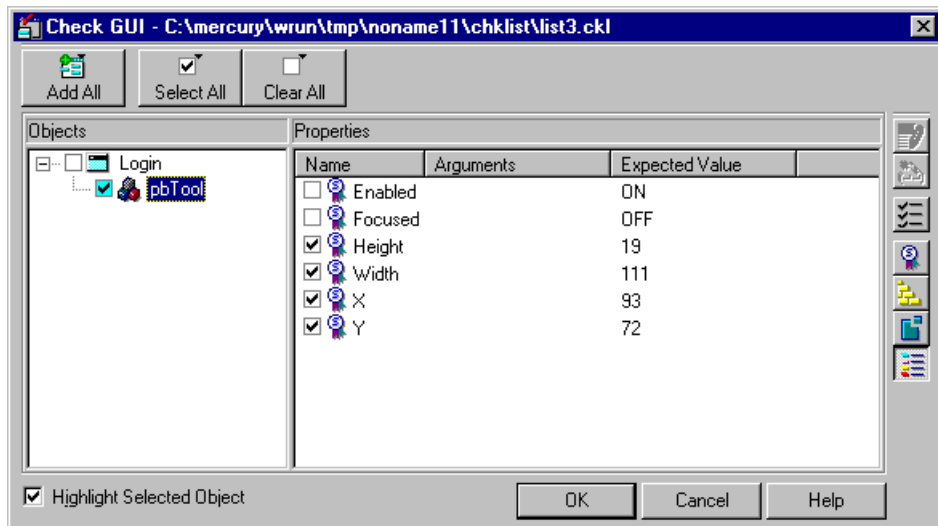 Check GUI - C:\mercury\wrun\tmp\noname11\chklist\list3.ckl
Add All Select All Clear All
Objects Properties
Login
pbTool
Name Arguments Expected Value
Enabled ON
Focused OFF
Height 19
Width 111
X 93
Y 72
Highlight Selected Object OK Cancel Help